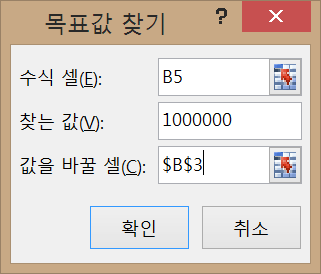 목표값 찾기 ?
수식 셀(E): B5
찾는 값(V): 1000000
값을 바꿀 셀(C): $B$3
확인 취소